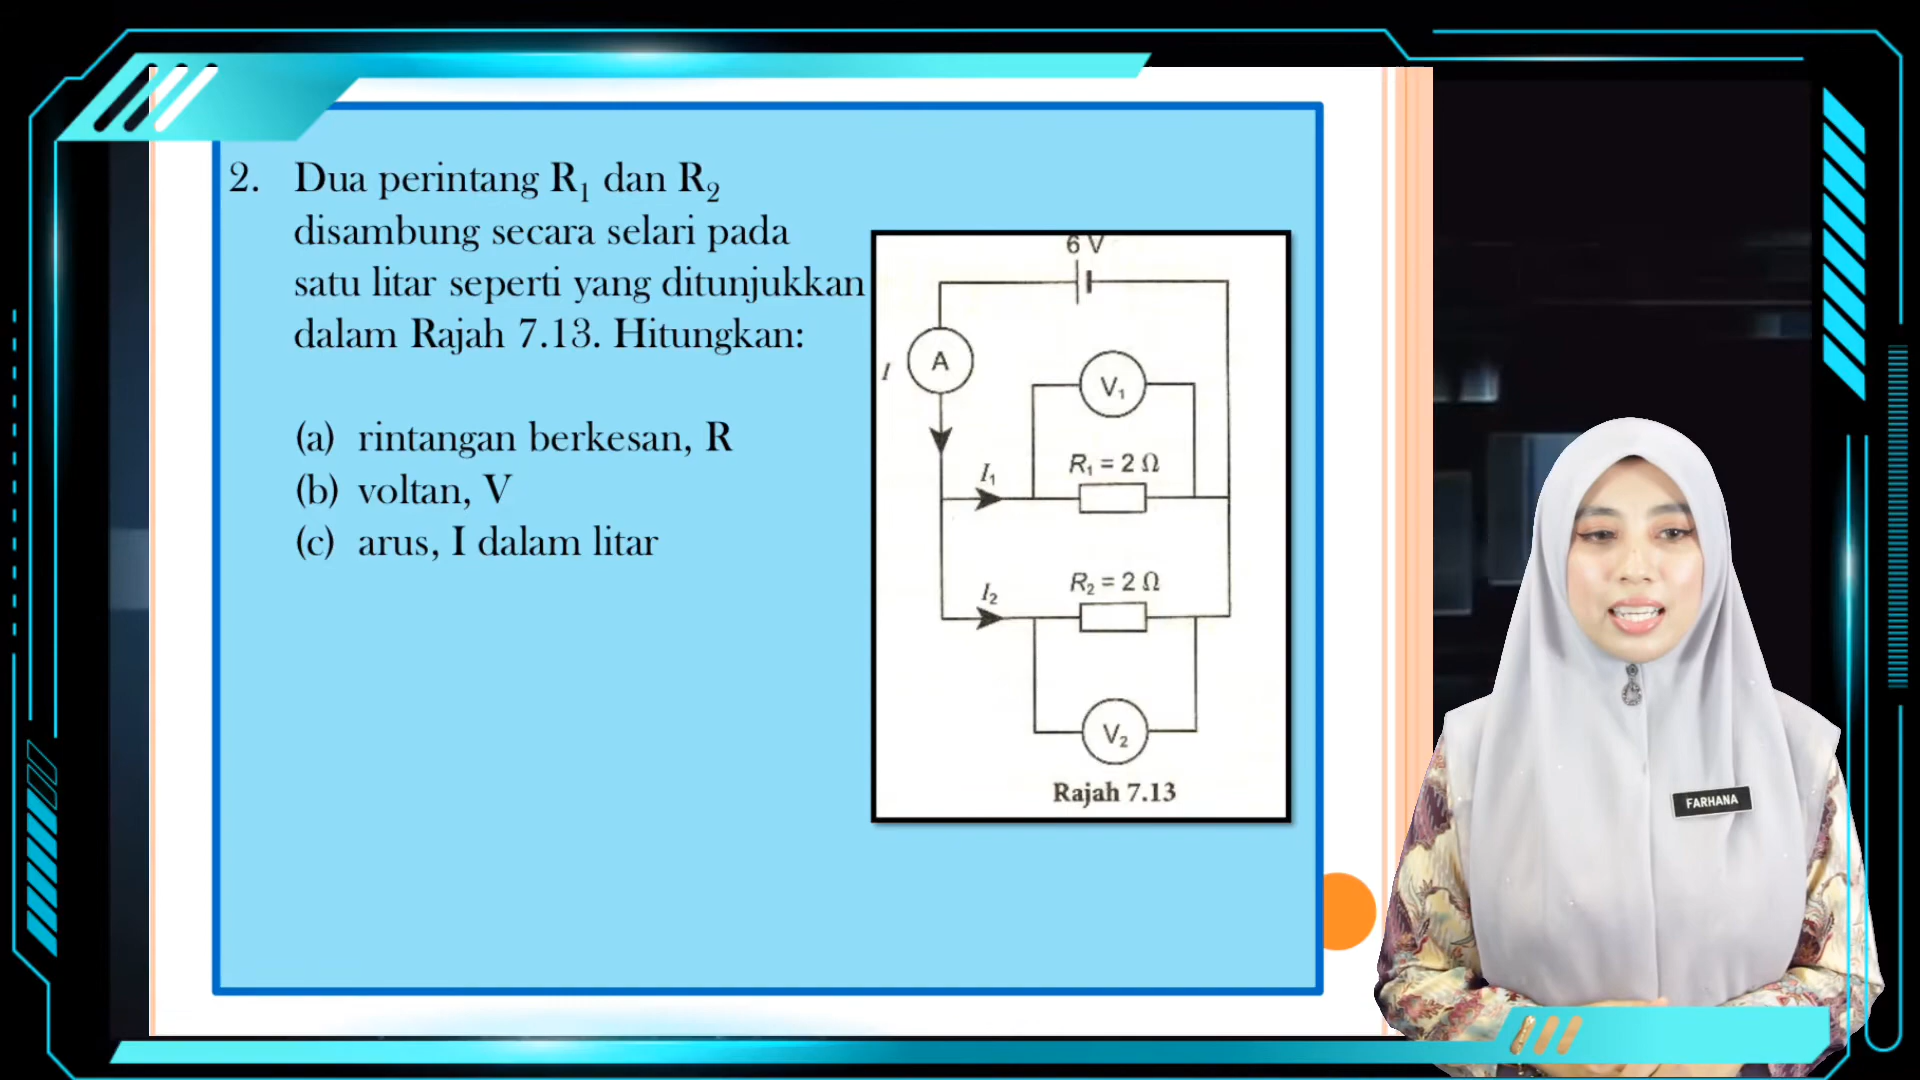 2. Dua perintang R₁ dan R₂
disambung secara selari pada
satu litar seperti yang ditunjukkan
dalam Rajah 7.13. Hitungkan:
(a) rintangan berkesan, R
(b) voltan, V
(c) arus, I dalam litar
6 V
A
I
V₁
R₁ = 2 Ω
I₁
R₂ = 2 Ω
I₂
V₂
Rajah 7.13
FARHANA